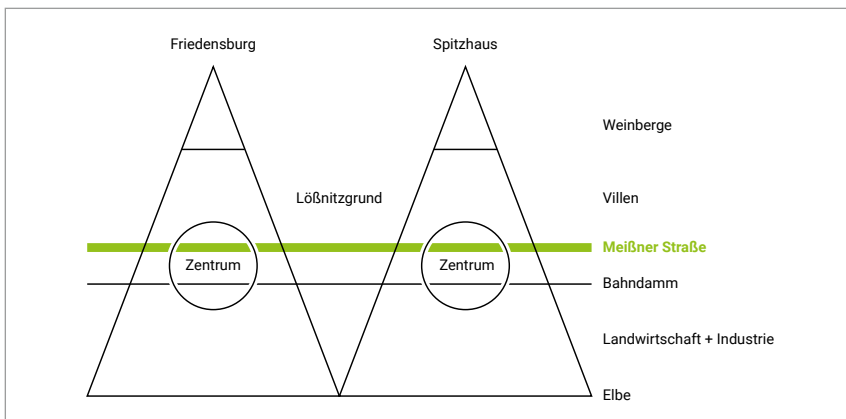 Friedensburg
Spitzhaus
Weinberge
Lößnitzgrund
Villen
Meißner Straße
Zentrum
Zentrum
Bahndamm
Landwirtschaft + Industrie
Elbe